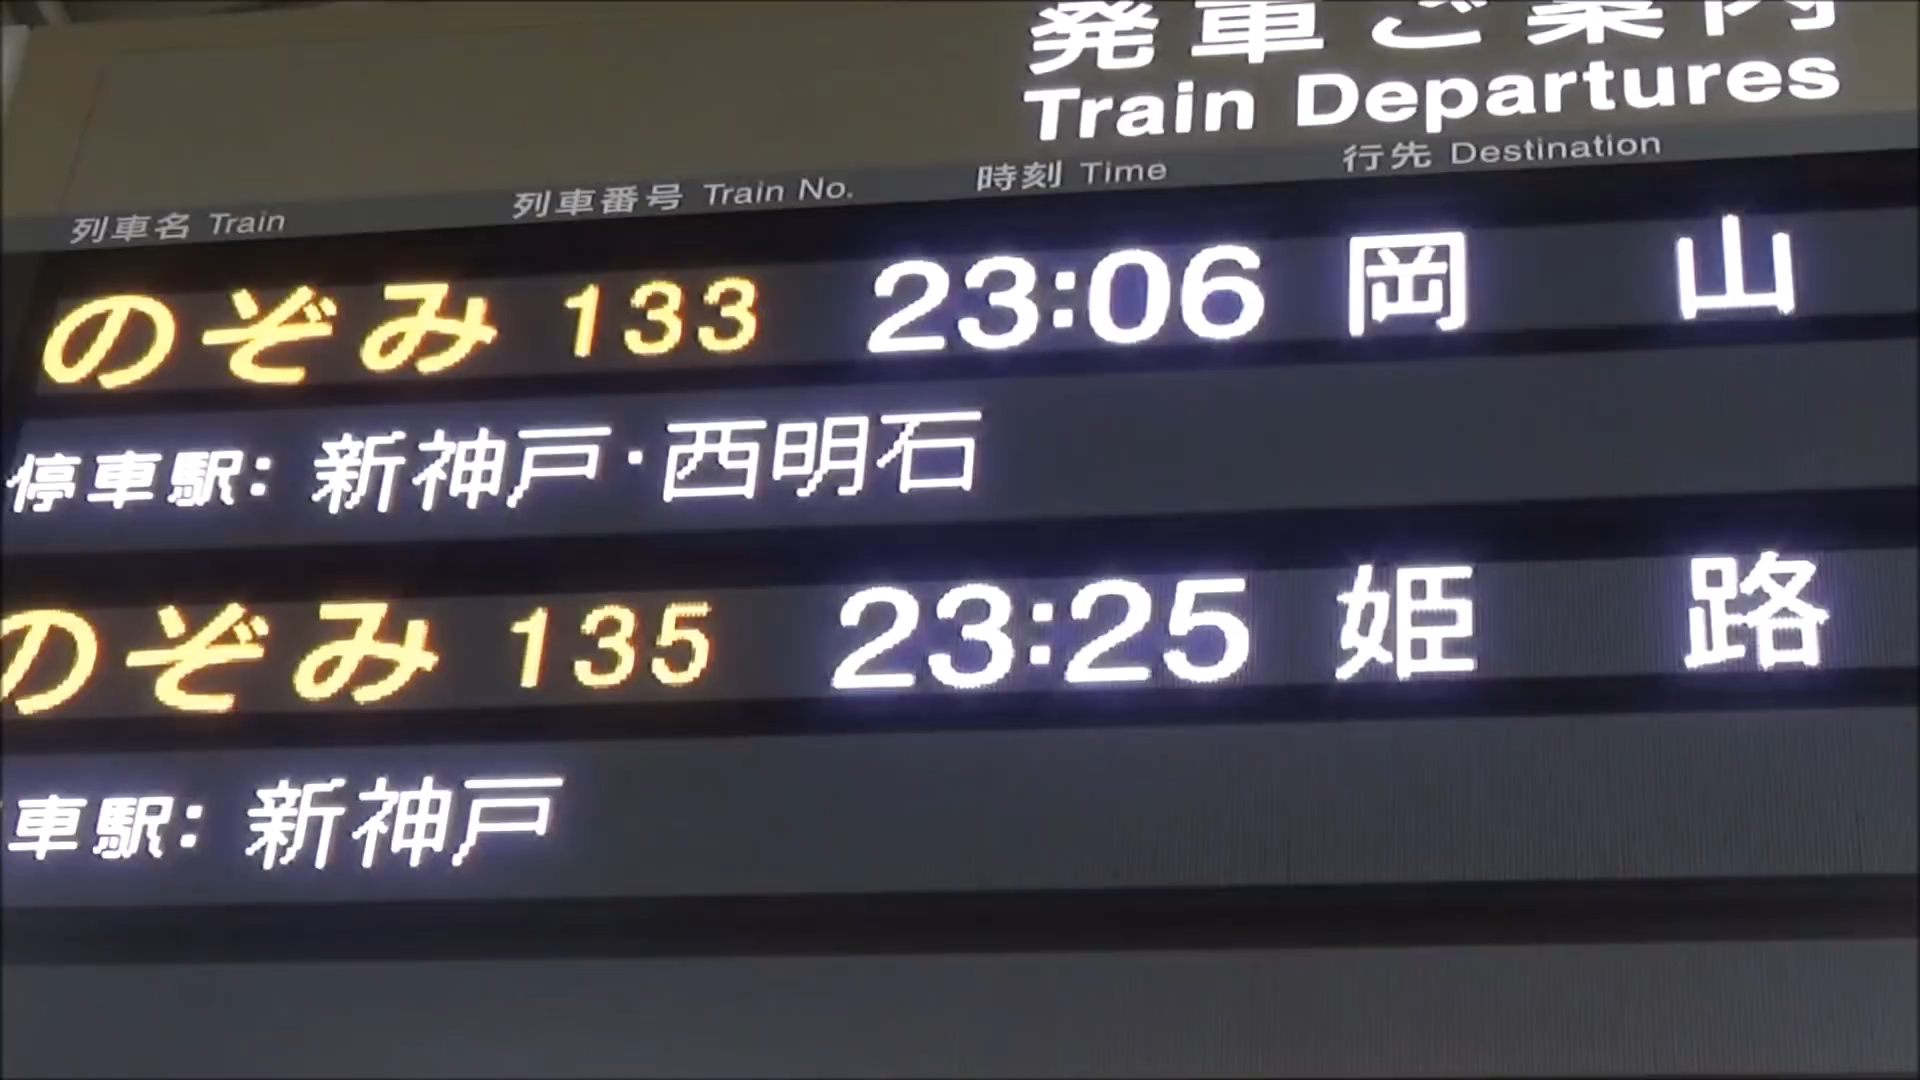 発車ご案内
Train Departures
列車名 Train 列車番号 Train No. 時刻 Time 行先 Destination
のぞみ 133 23:06 岡山
停車駅: 新神戸・西明石
のぞみ 135 23:25 姫路
車駅: 新神戸